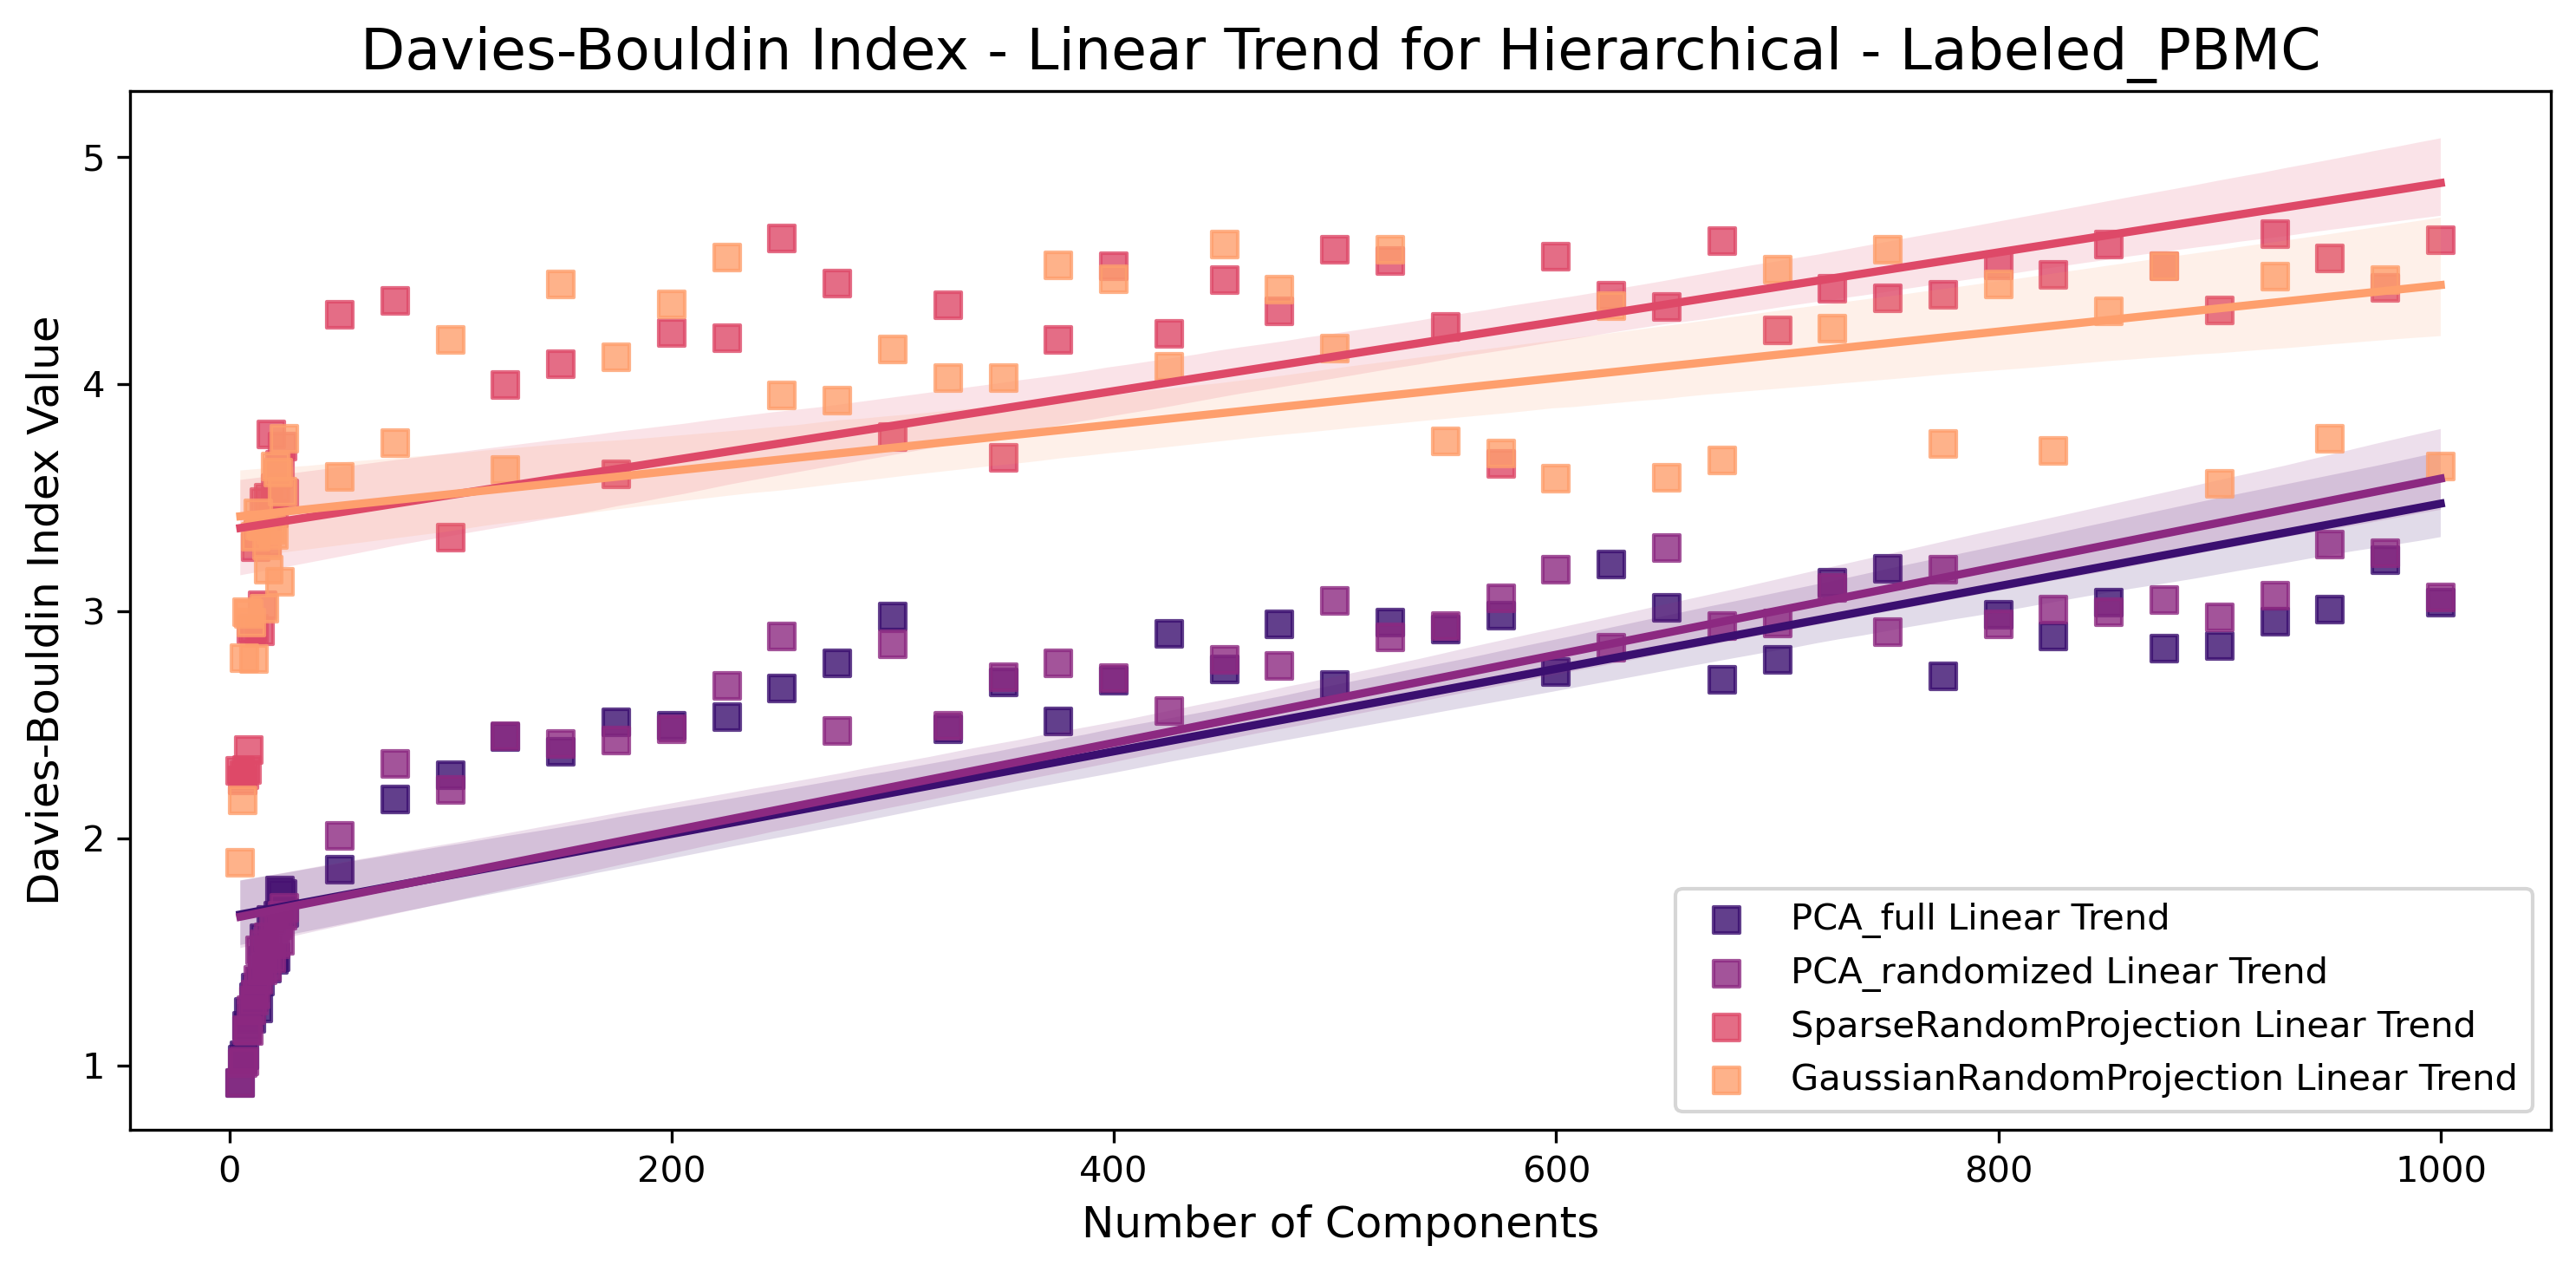 Davies-Bouldin Index - Linear Trend for Hierarchical - Labeled_PBMC
Davies-Bouldin Index Value
5
4
3
2
1
0
200
400
600
800
1000
Number of Components
PCA_full Linear Trend
PCA_randomized Linear Trend
SparseRandomProjection Linear Trend
GaussianRandomProjection Linear Trend